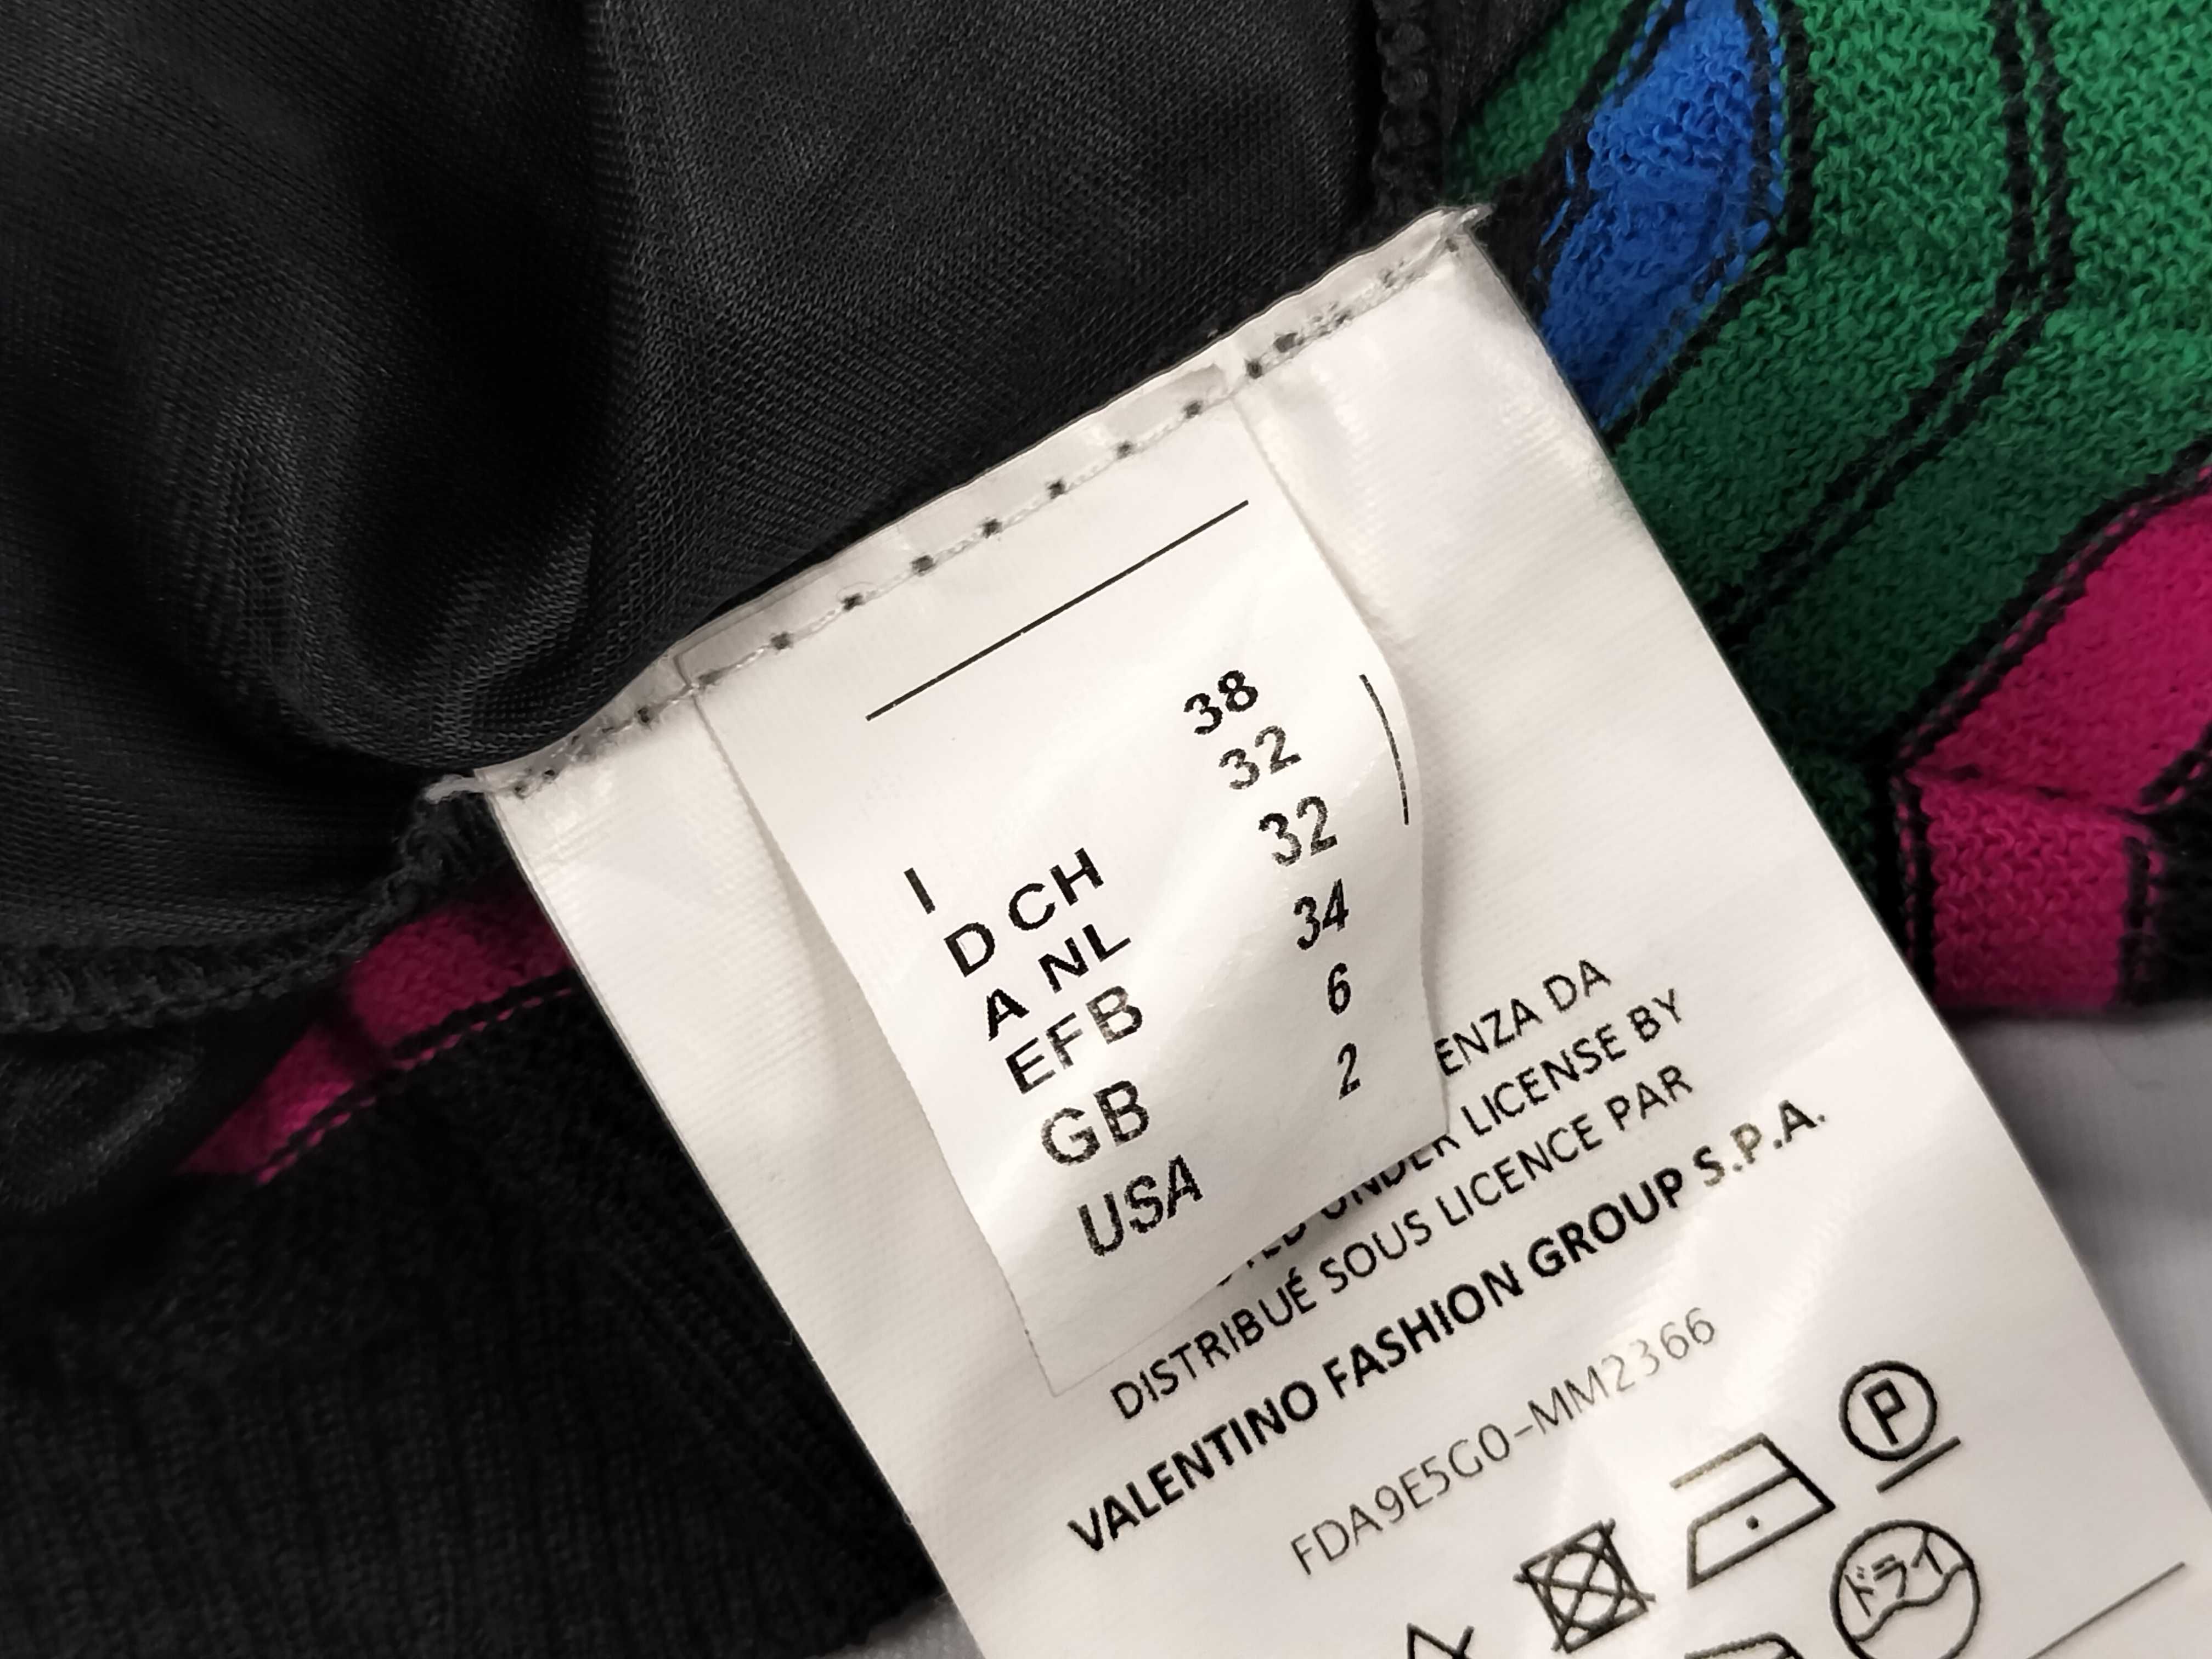 I 38
D CH 32
A NL 32
EFB 34
GB 6
USA 2
ENZA DA
UNDER LICENSE BY
DISTRIBUÉ SOUS LICENCE PAR
VALENTINO FASHION GROUP S.P.A.
FDA9E5G0-MM2366
P
ドライ